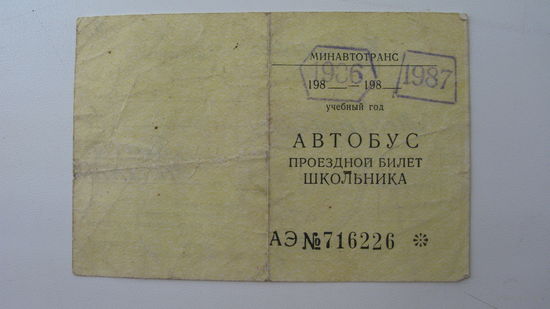 МИНАВТОТРАНС
1986 1987
198 — 198
учебный год
АВТОБУС
ПРОЕЗДНОЙ БИЛЕТ
ШКОЛЬНИКА
АЭ №716226